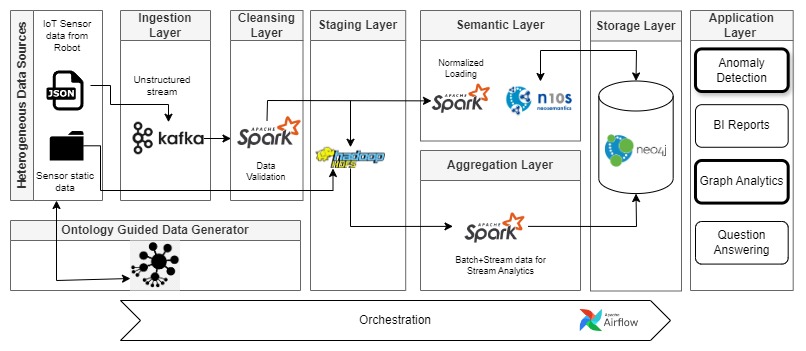 Heterogeneous Data Sources
IoT Sensor
data from
Robot
JSON
Sensor static
data
Ingestion
Layer
Unstructured
stream
kafka
Cleansing
Layer
APACHE
Spark
Data
Validation
Staging Layer
hadoop
HDFS
Semantic Layer
Normalized
Loading
APACHE
Spark
n10s
neosemantics
Aggregation Layer
APACHE
Spark
Batch+Stream data for
Stream Analytics
Storage Layer
neo4j
Application
Layer
Anomaly
Detection
BI Reports
Graph Analytics
Question
Answering
Ontology Guided Data Generator
Orchestration
Apache
Airflow